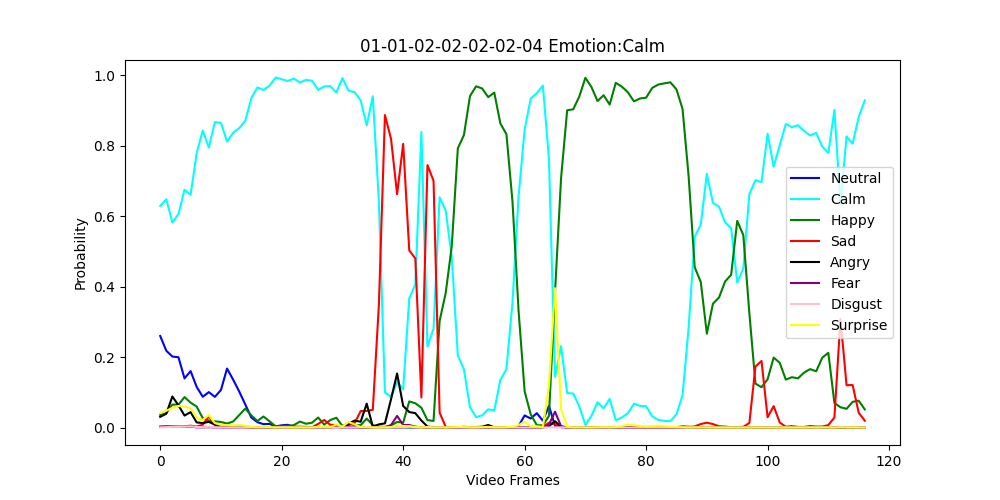 01-01-02-02-02-02-04 Emotion:Calm
Probability
1.0
0.8
0.6
0.4
0.2
0.0
Neutral
Calm
Happy
Sad
Angry
Fear
Disgust
Surprise
0 20 40 60 80 100 120
Video Frames